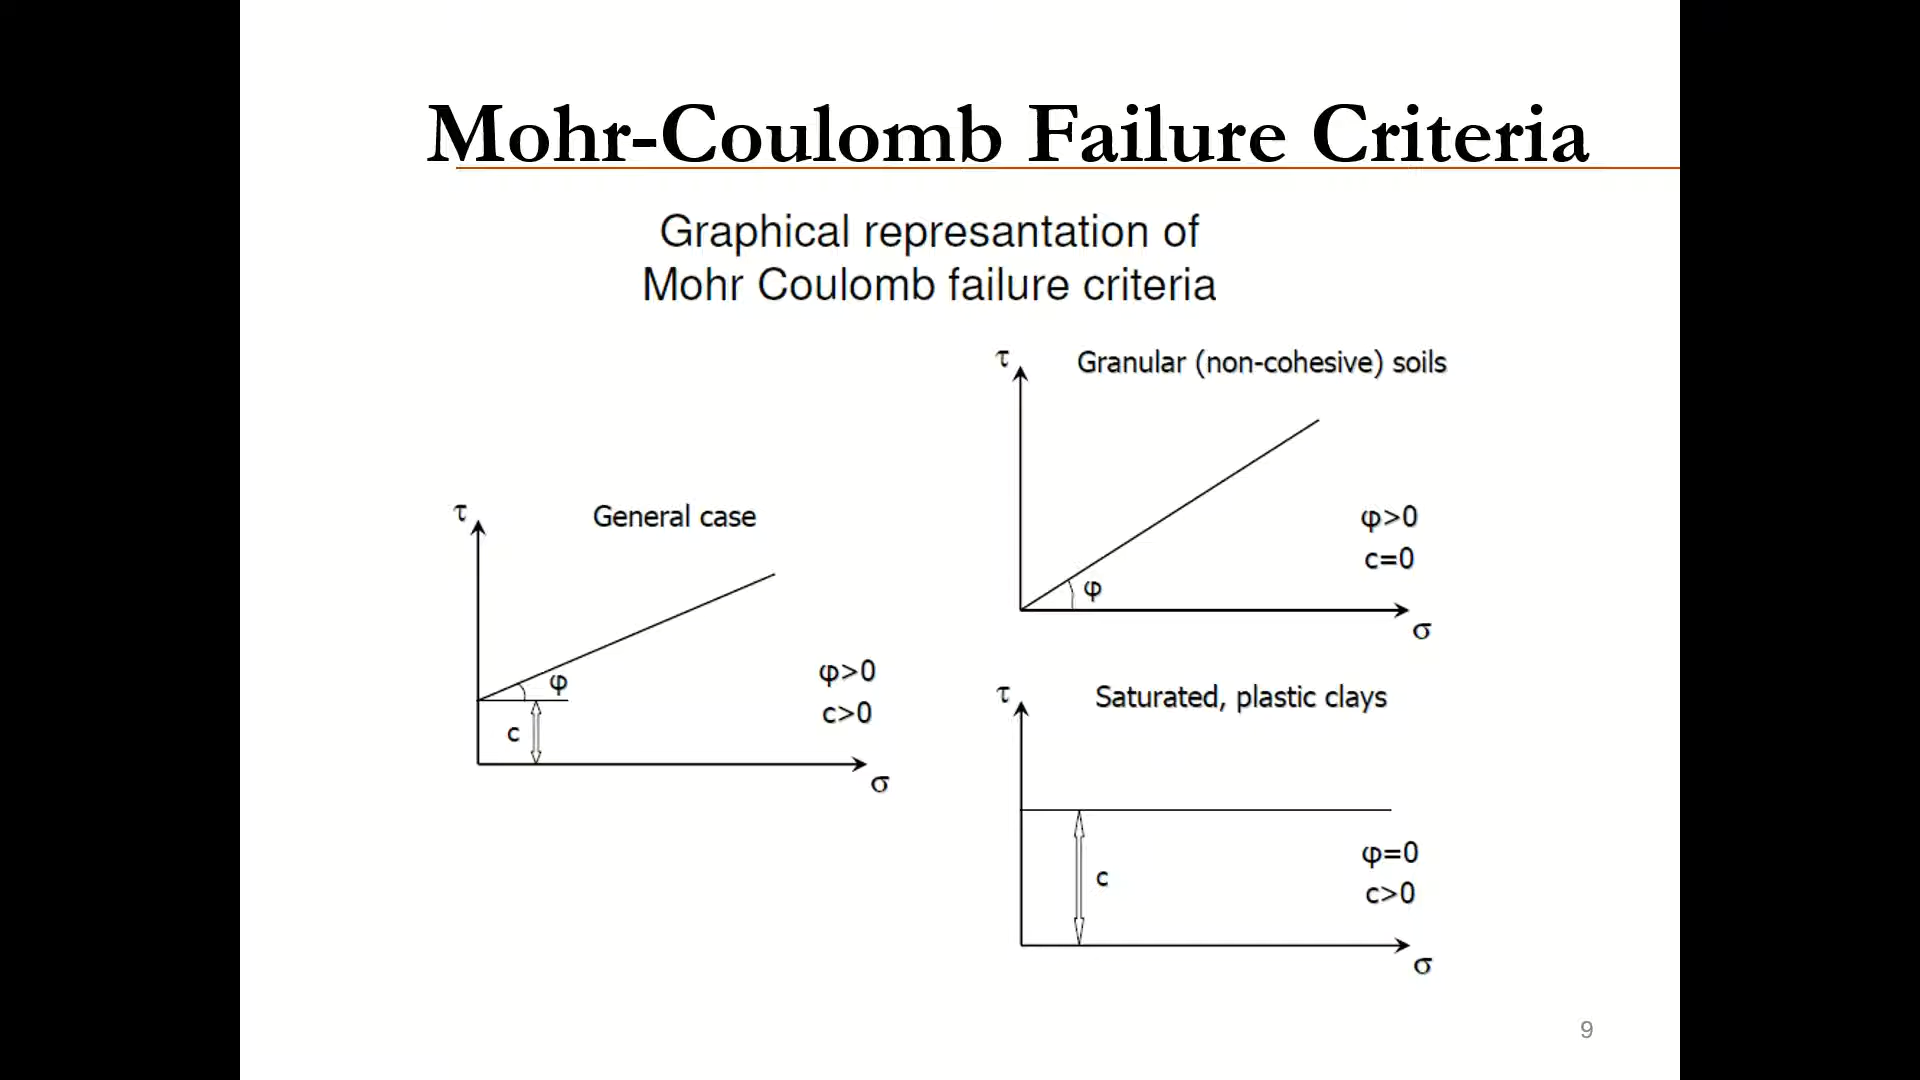 Mohr-Coulomb Failure Criteria
Graphical represantation of
Mohr Coulomb failure criteria
τ
General case
φ
c
φ>0
c>0
σ
τ
Granular (non-cohesive) soils
φ
φ>0
c=0
σ
τ
Saturated, plastic clays
c
φ=0
c>0
σ
9